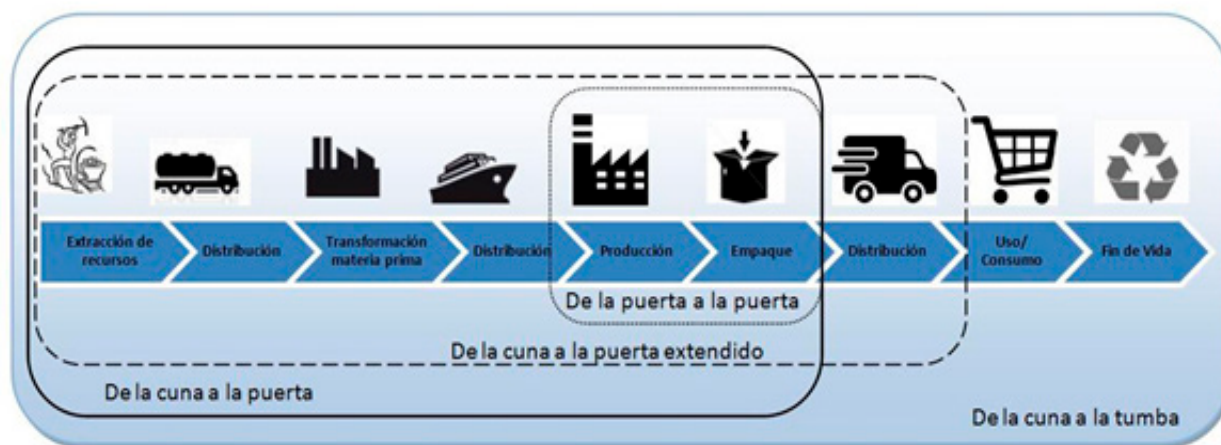 Extracción de
recursos
Distribución
Transformación
materia prima
Distribución
Producción
Empaque
Distribución
Uso/
Consumo
Fin de Vida
De la puerta a la puerta
De la cuna a la puerta extendido
De la cuna a la puerta
De la cuna a la tumba